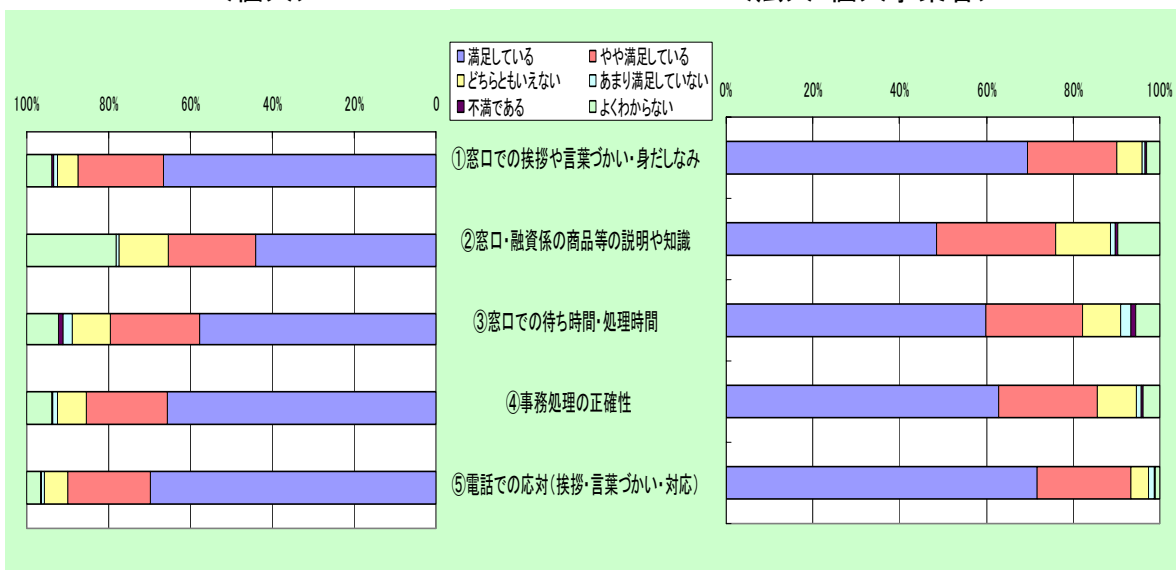 満足している
やや満足している
どちらともいえない
あまり満足していない
不満である
よくわからない
100% 80% 60% 40% 20% 0
0% 20% 40% 60% 80% 100%
①窓口での挨拶や言葉づかい・身だしなみ
②窓口・融資係の商品等の説明や知識
③窓口での待ち時間・処理時間
④事務処理の正確性
⑤電話での応対(挨拶・言葉づかい・対応)